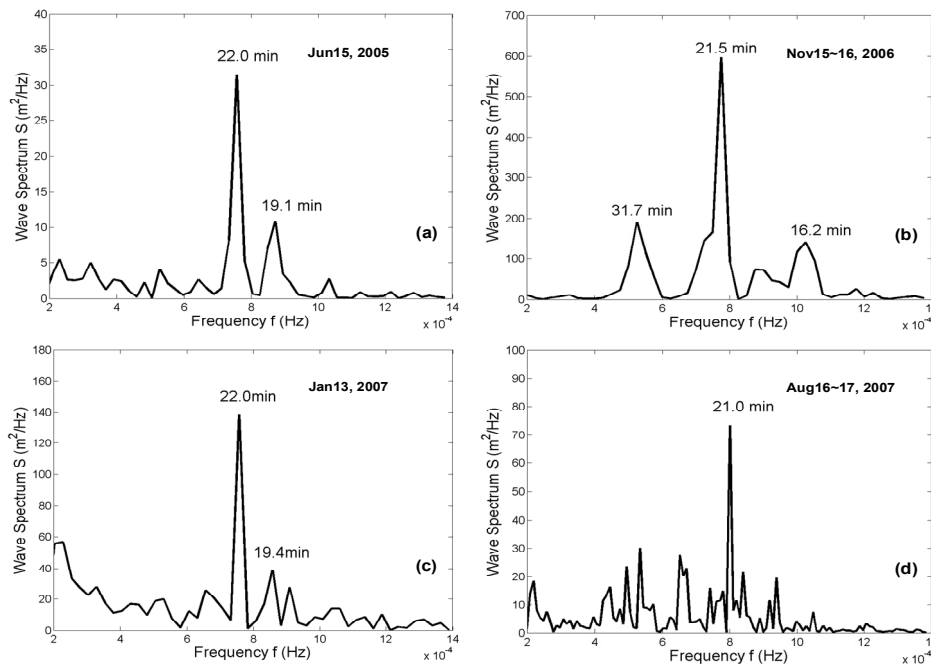 40
35
30
25
20
15
10
5
0
Wave Spectrum S (m²/Hz)
22.0 min
Jun15, 2005
19.1 min
(a)
2 4 6 8 10 12 14
Frequency f (Hz)
x 10⁻⁴
700
600
500
400
300
200
100
0
Wave Spectrum S (m²/Hz)
21.5 min
Nov15~16, 2006
31.7 min
16.2 min
(b)
2 4 6 8 10 12 1
Frequency f (Hz)
x 10⁻⁴
180
160
140
120
100
80
60
40
20
0
Wave Spectrum S (m²/Hz)
22.0min
Jan13, 2007
19.4min
(c)
2 4 6 8 10 12 14
Frequency f (Hz)
x 10⁻⁴
100
90
80
70
60
50
40
30
20
10
0
Wave Spectrum S (m²/Hz)
21.0 min
Aug16~17, 2007
(d)
2 4 6 8 10 12 1
Frequency f (Hz)
x 10⁻⁴